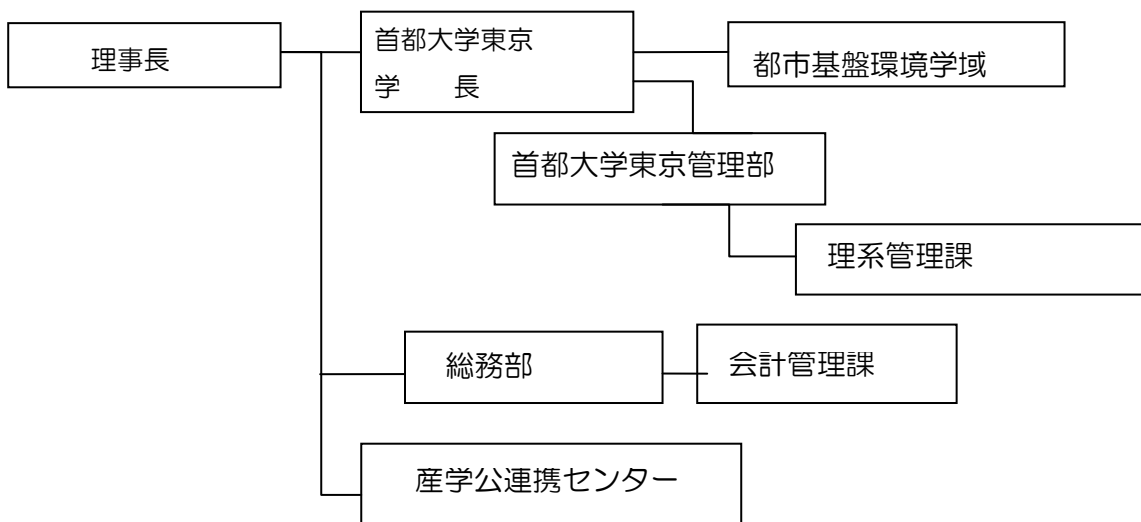 理事長
首都大学東京
学　　長
都市基盤環境学域
首都大学東京管理部
理系管理課
総務部
会計管理課
産学公連携センター